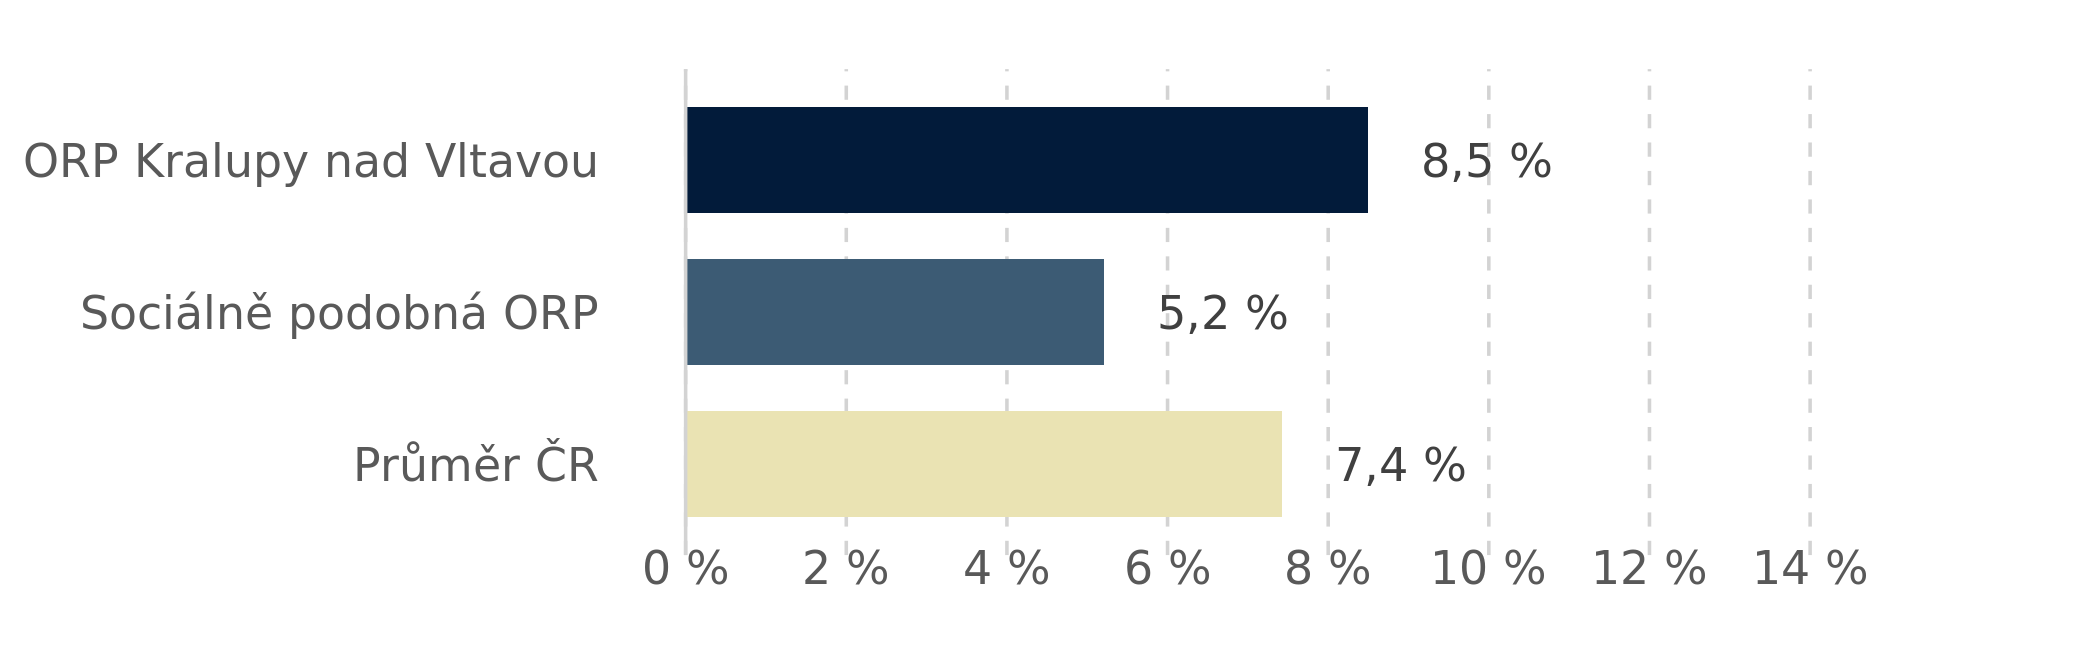 ORP Kralupy nad Vltavou
8,5 %
Sociálně podobná ORP
5,2 %
Průměr ČR
7,4 %
0 % 2 % 4 % 6 % 8 % 10 % 12 % 14 %